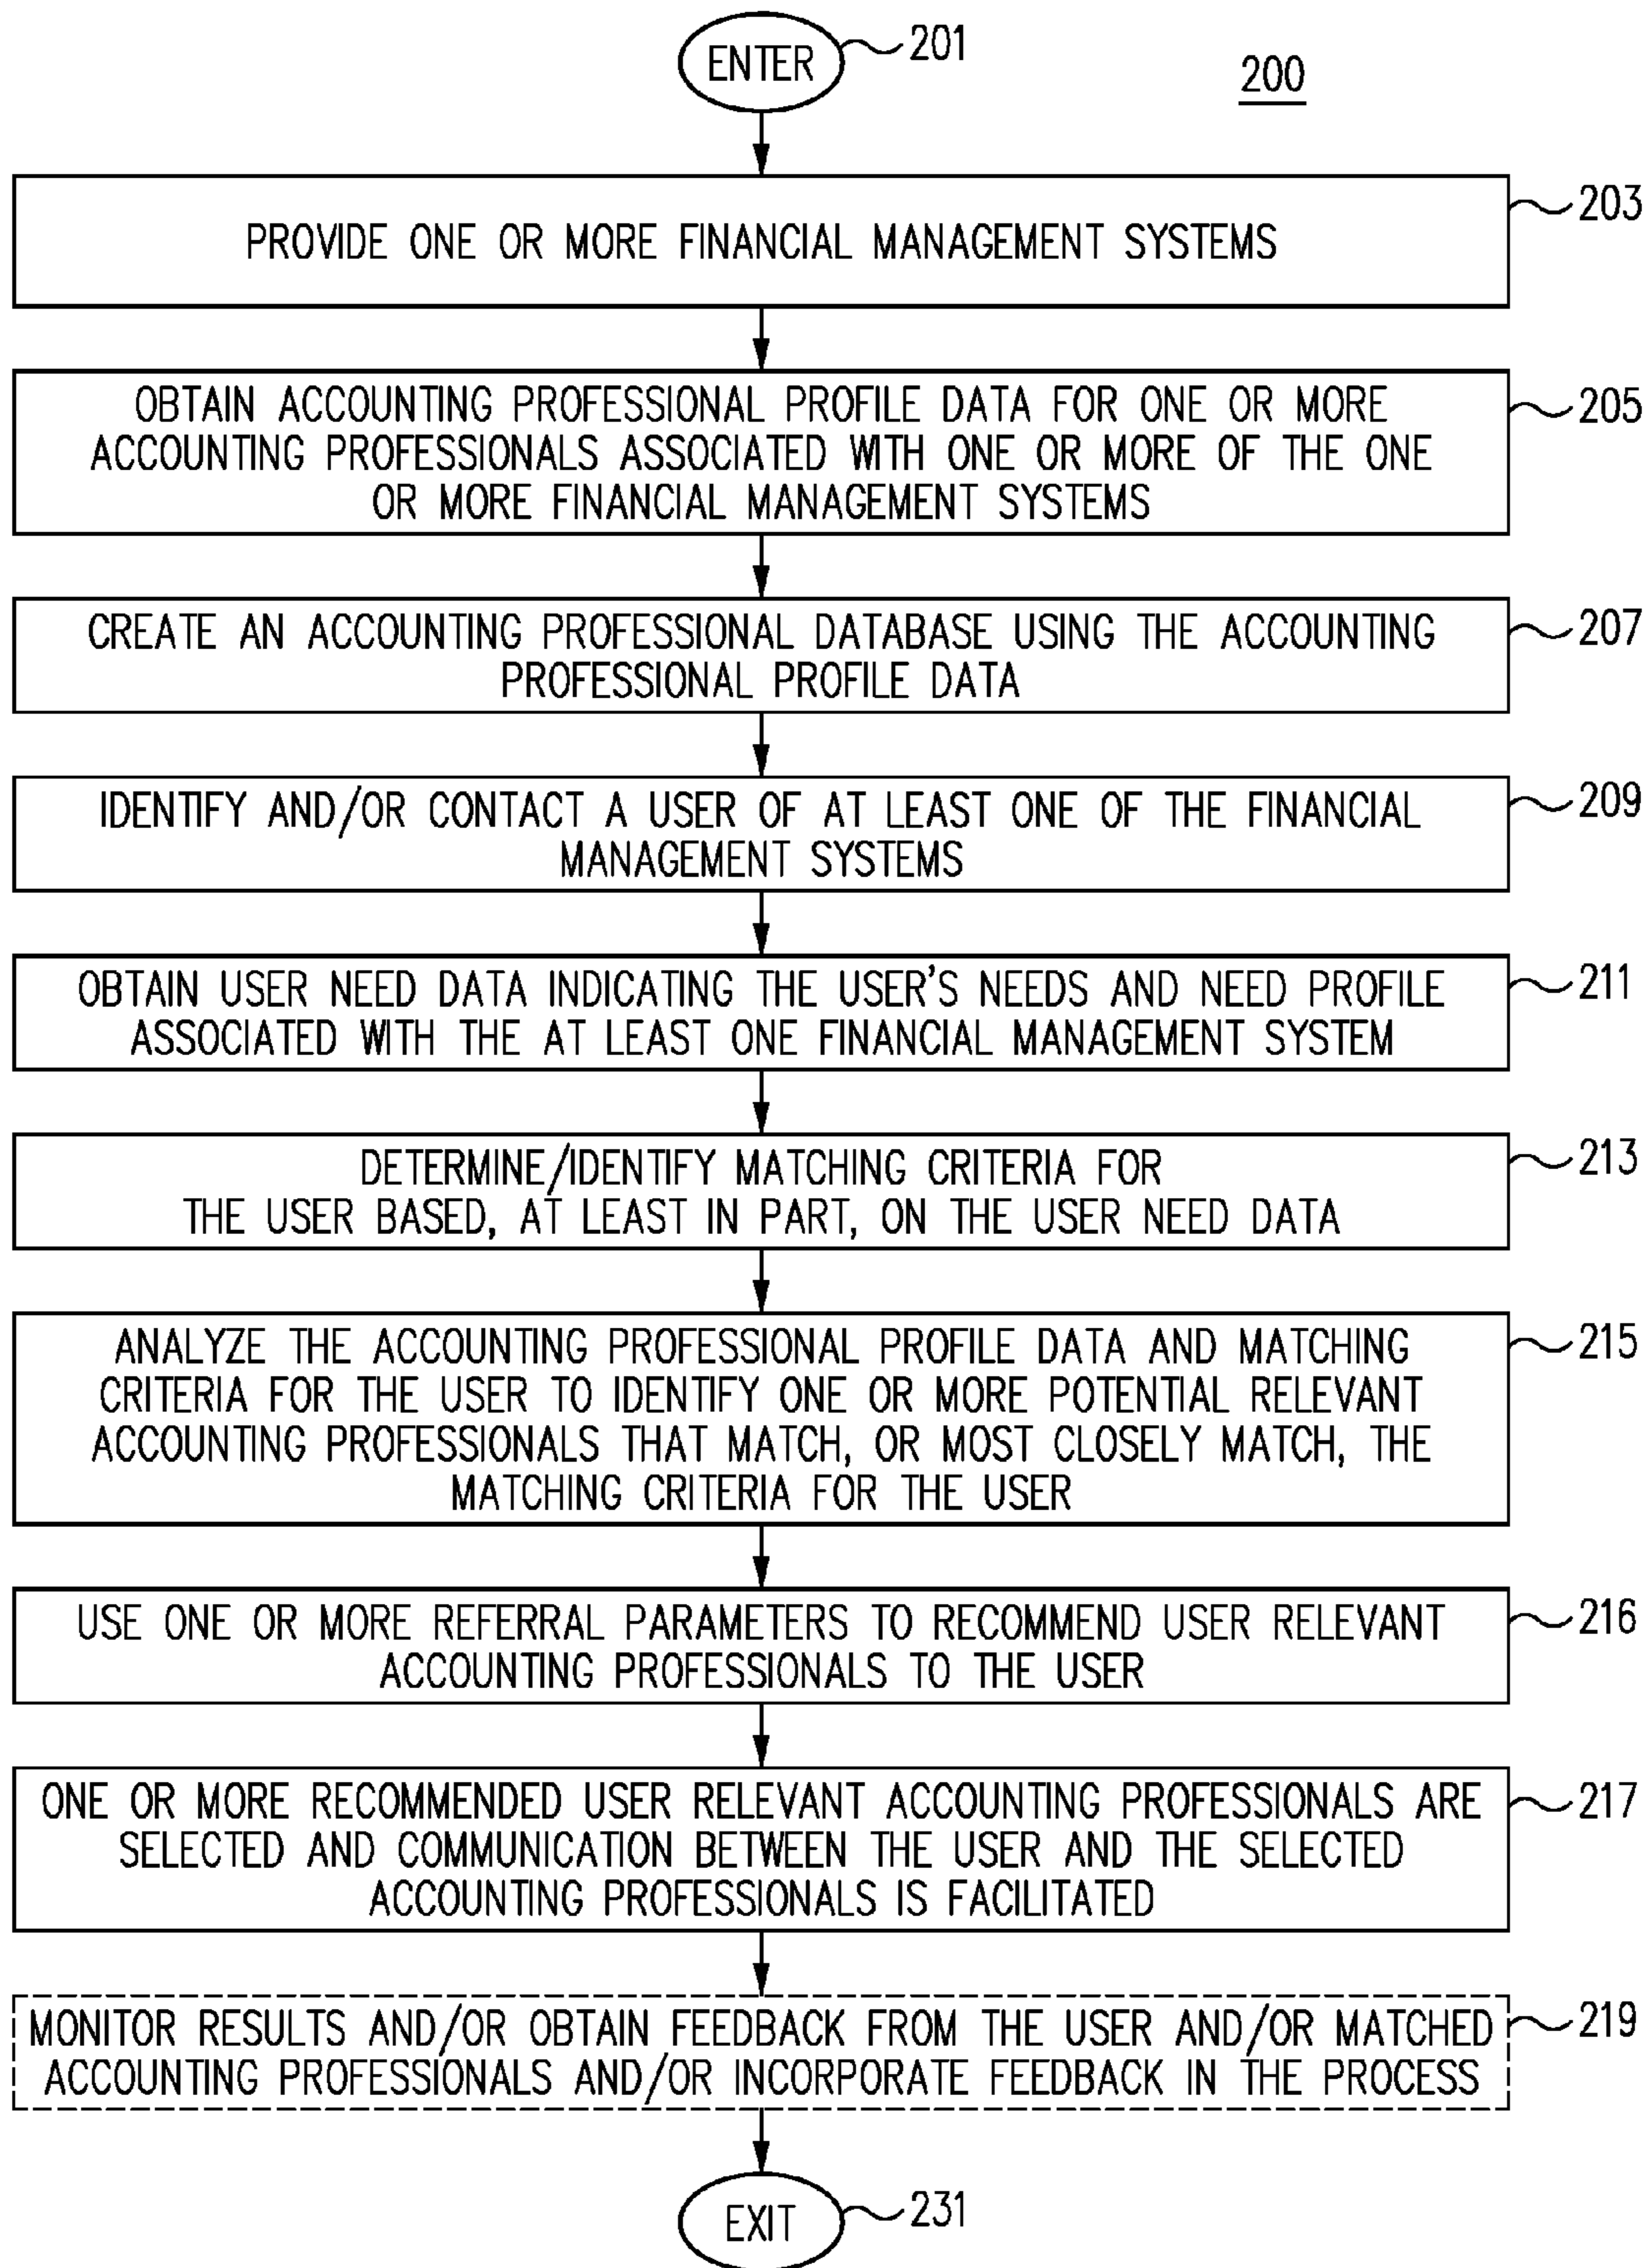 ENTER
201
200
PROVIDE ONE OR MORE FINANCIAL MANAGEMENT SYSTEMS
203
OBTAIN ACCOUNTING PROFESSIONAL PROFILE DATA FOR ONE OR MORE
ACCOUNTING PROFESSIONALS ASSOCIATED WITH ONE OR MORE OF THE ONE
OR MORE FINANCIAL MANAGEMENT SYSTEMS
205
CREATE AN ACCOUNTING PROFESSIONAL DATABASE USING THE ACCOUNTING
PROFESSIONAL PROFILE DATA
207
IDENTIFY AND/OR CONTACT A USER OF AT LEAST ONE OF THE FINANCIAL
MANAGEMENT SYSTEMS
209
OBTAIN USER NEED DATA INDICATING THE USER'S NEEDS AND NEED PROFILE
ASSOCIATED WITH THE AT LEAST ONE FINANCIAL MANAGEMENT SYSTEM
211
DETERMINE/IDENTIFY MATCHING CRITERIA FOR
THE USER BASED, AT LEAST IN PART, ON THE USER NEED DATA
213
ANALYZE THE ACCOUNTING PROFESSIONAL PROFILE DATA AND MATCHING
CRITERIA FOR THE USER TO IDENTIFY ONE OR MORE POTENTIAL RELEVANT
ACCOUNTING PROFESSIONALS THAT MATCH, OR MOST CLOSELY MATCH, THE
MATCHING CRITERIA FOR THE USER
215
USE ONE OR MORE REFERRAL PARAMETERS TO RECOMMEND USER RELEVANT
ACCOUNTING PROFESSIONALS TO THE USER
216
ONE OR MORE RECOMMENDED USER RELEVANT ACCOUNTING PROFESSIONALS ARE
SELECTED AND COMMUNICATION BETWEEN THE USER AND THE SELECTED
ACCOUNTING PROFESSIONALS IS FACILITATED
217
MONITOR RESULTS AND/OR OBTAIN FEEDBACK FROM THE USER AND/OR MATCHED
ACCOUNTING PROFESSIONALS AND/OR INCORPORATE FEEDBACK IN THE PROCESS
219
EXIT
231